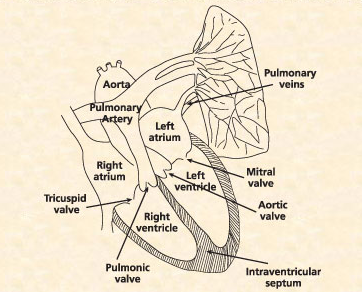 Aorta
Pulmonary
Artery
Pulmonary
veins
Left
atrium
Right
atrium
Left
ventricle
Mitral
valve
Tricuspid
valve
Aortic
valve
Right
ventricle
Pulmonic
valve
Intraventricular
septum